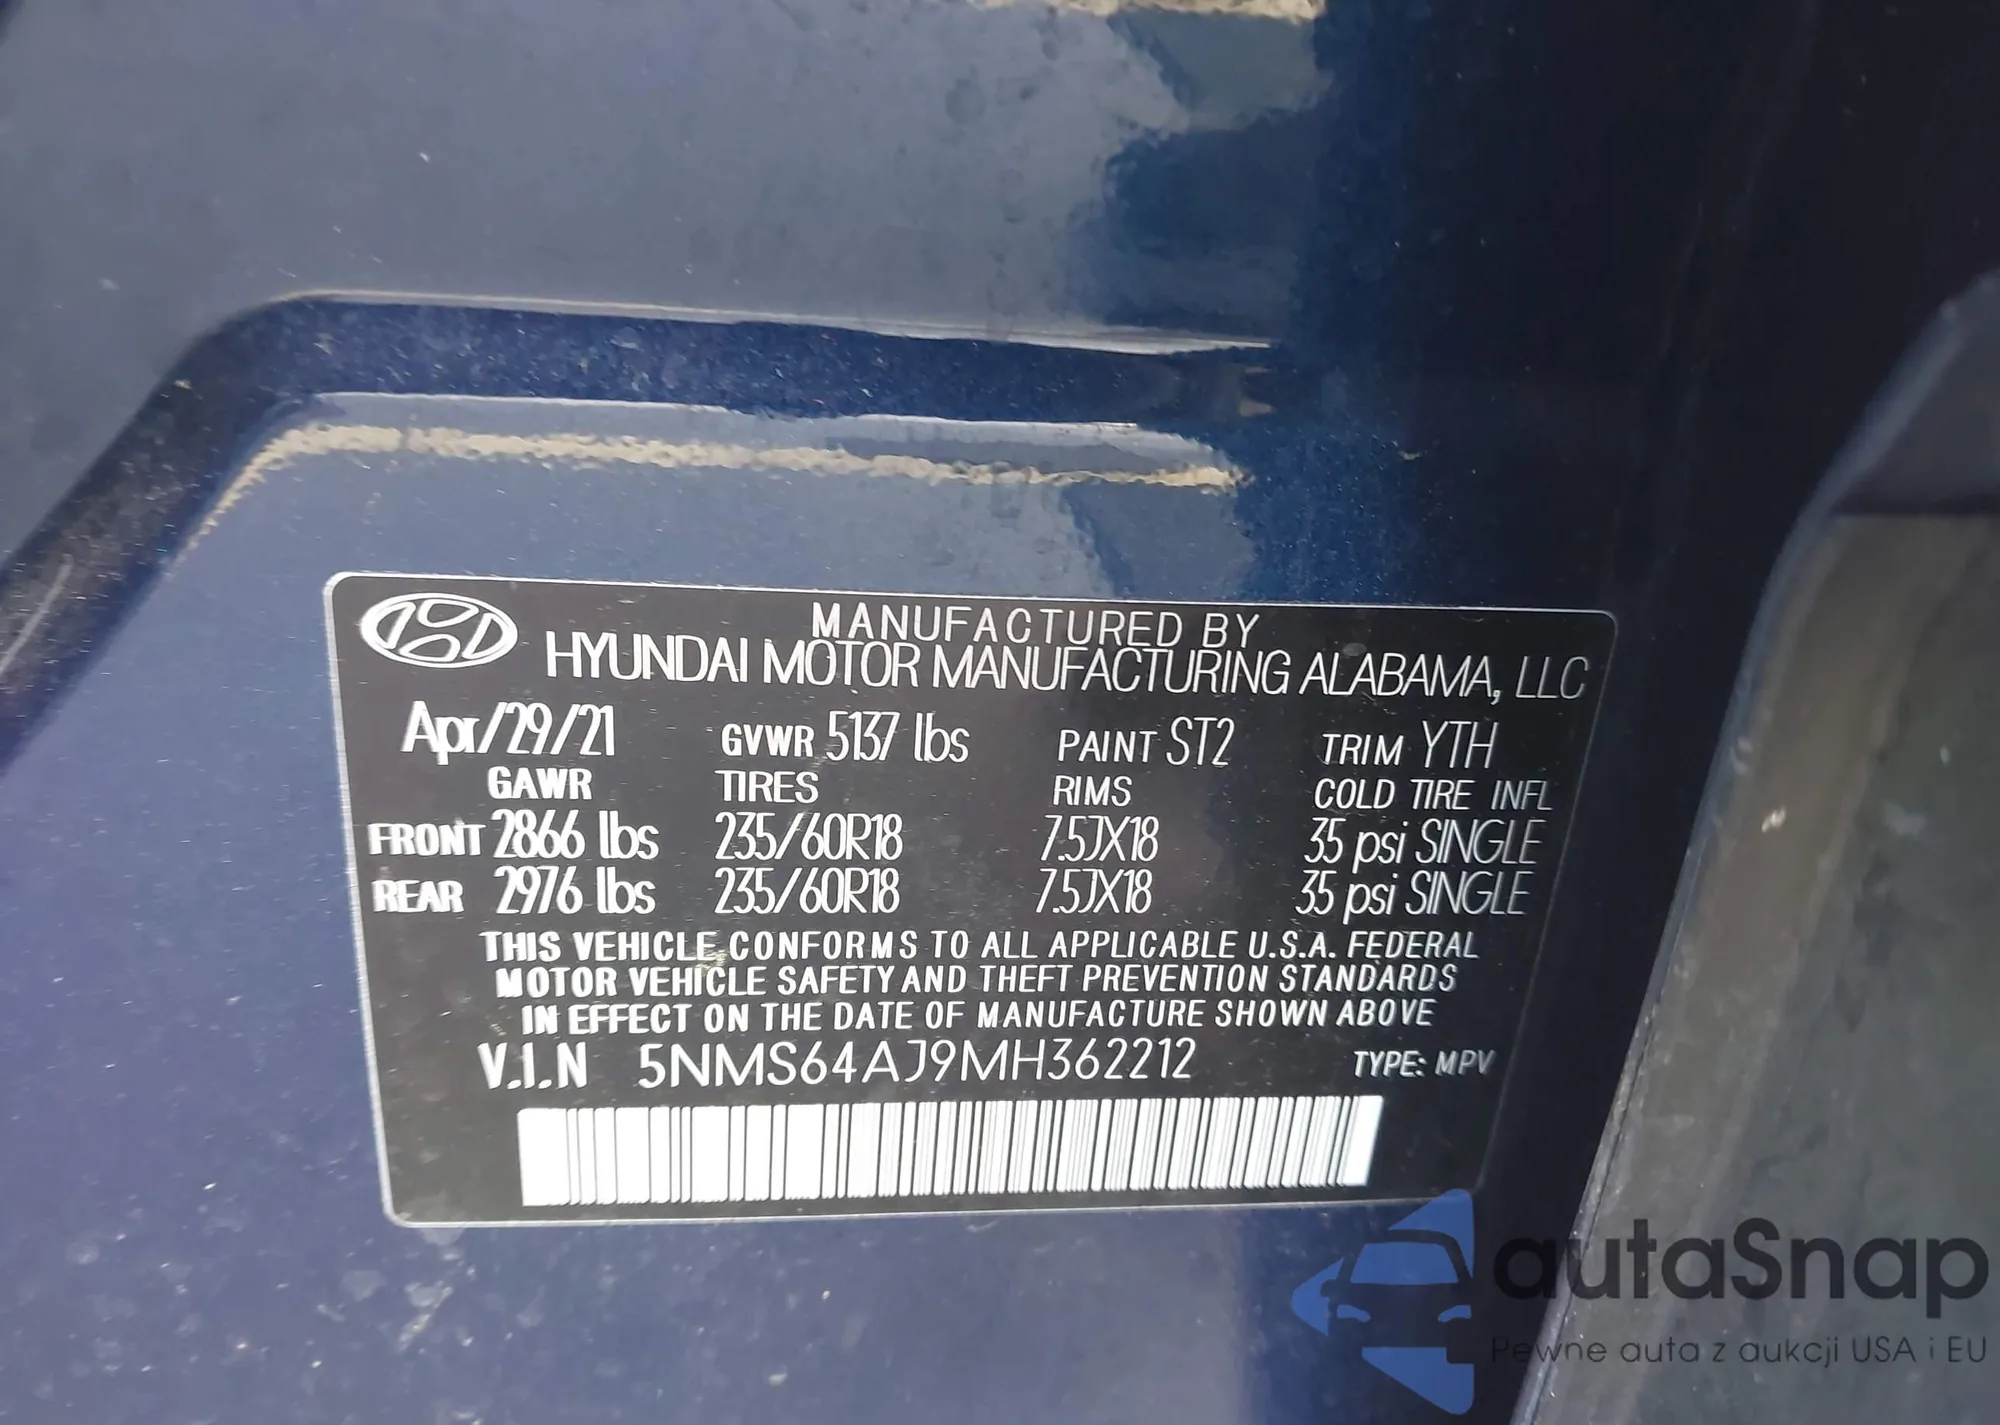 MANUFACTURED BY
HYUNDAI MOTOR MANUFACTURING ALABAMA, LLC
Apr/29/21 GVWR 5137 lbs PAINT ST2 TRIM YTH
GAWR TIRES RIMS COLD TIRE INFL
FRONT 2866 lbs 235/60R18 7.5JX18 35 psi SINGLE
REAR 2976 lbs 235/60R18 7.5JX18 35 psi SINGLE
THIS VEHICLE CONFORMS TO ALL APPLICABLE U.S.A. FEDERAL
MOTOR VEHICLE SAFETY AND THEFT PREVENTION STANDARDS
IN EFFECT ON THE DATE OF MANUFACTURE SHOWN ABOVE
V.I.N 5NMS64AJ9MH362212 TYPE: MPV
autaSnap
Pewne auta z aukcji USA i EU